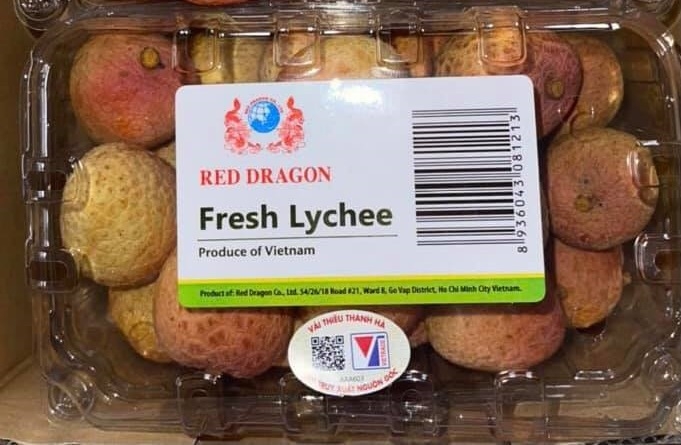 RED DRAGON
Fresh Lychee
Produce of Vietnam
Product of: Red Dragon Co., Ltd. 54/26/18 Road #21, Ward 8, Go Vap District, Ho Chi Minh City Vietnam.
8 936043 081213
VẢI THIỀU THANH HÀ
VETRACO
TRUY XUẤT NGUỒN GỐC